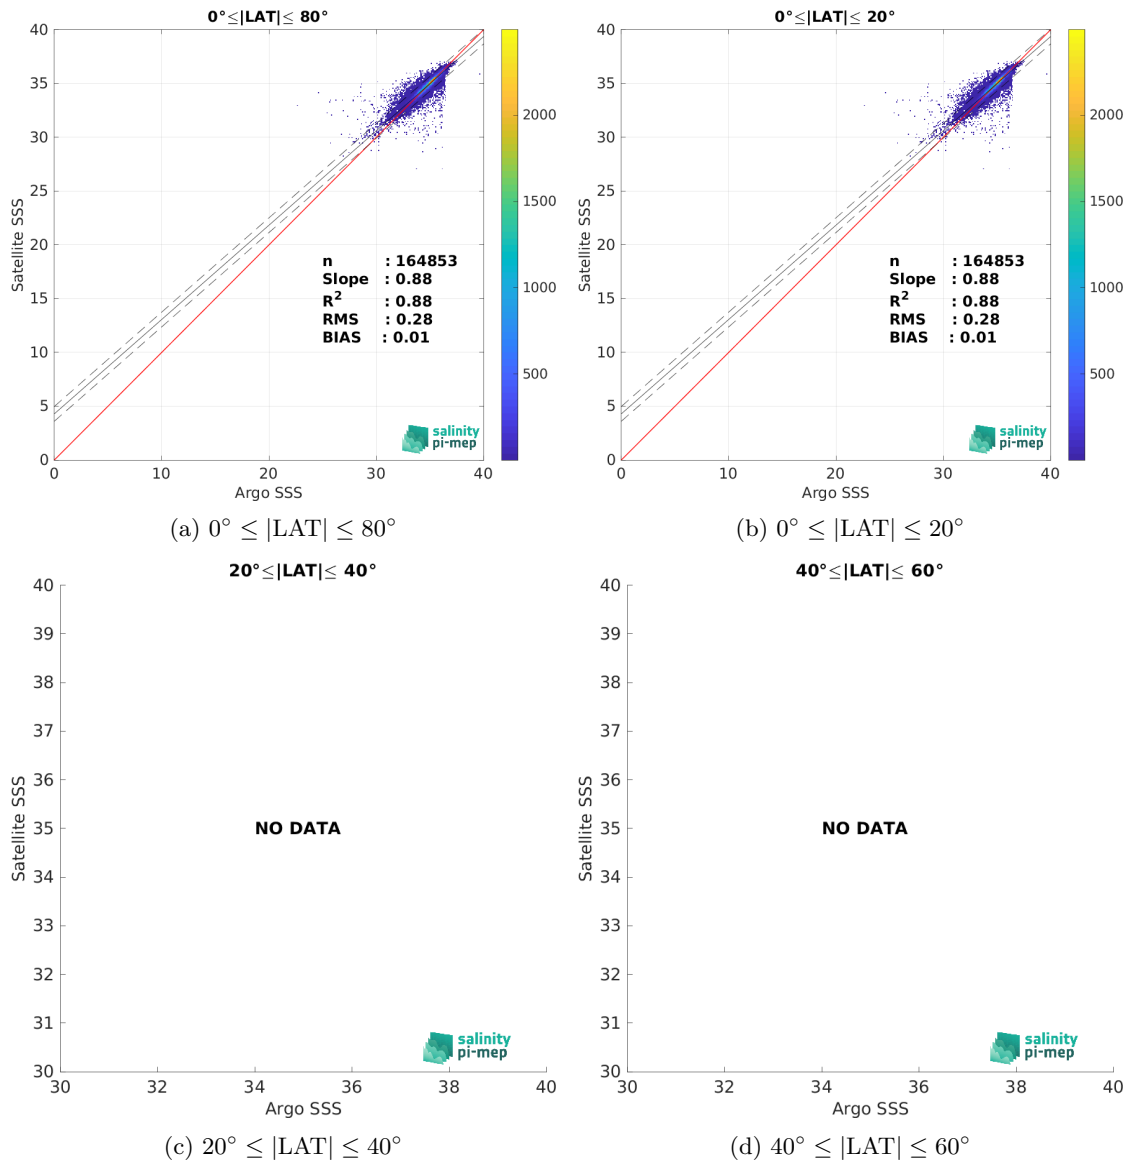 0°≤|LAT|≤ 80°
40
35
30
25
20
15
10
5
0
Satellite SSS
n : 164853
Slope : 0.88
R² : 0.88
RMS : 0.28
BIAS : 0.01
salinity
pi-mep
0 10 20 30 40
Argo SSS
2000
1500
1000
500
(a) 0° ≤ |LAT| ≤ 80°
0°≤|LAT|≤ 20°
40
35
30
25
20
15
10
5
0
Satellite SSS
n : 164853
Slope : 0.88
R² : 0.88
RMS : 0.28
BIAS : 0.01
salinity
pi-mep
0 10 20 30 40
Argo SSS
2000
1500
1000
500
(b) 0° ≤ |LAT| ≤ 20°
20°≤|LAT|≤ 40°
40
39
38
37
36
35
34
33
32
31
30
Satellite SSS
NO DATA
salinity
pi-mep
30 32 34 36 38 40
Argo SSS
(c) 20° ≤ |LAT| ≤ 40°
40°≤|LAT|≤ 60°
40
39
38
37
36
35
34
33
32
31
30
Satellite SSS
NO DATA
salinity
pi-mep
30 32 34 36 38 40
Argo SSS
(d) 40° ≤ |LAT| ≤ 60°